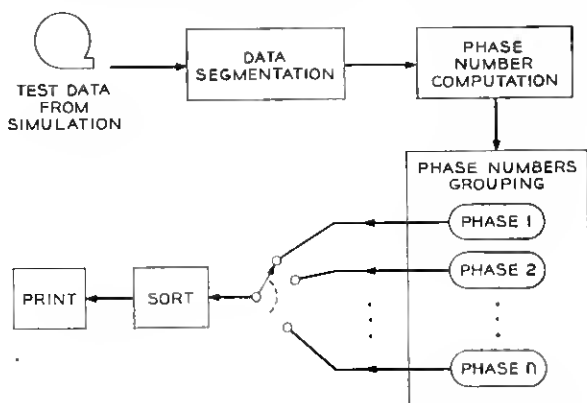 TEST DATA
FROM
SIMULATION
DATA
SEGMENTATION
PHASE
NUMBER
COMPUTATION
PHASE NUMBERS
GROUPING
PHASE 1
PHASE 2
PHASE n
SORT
PRINT